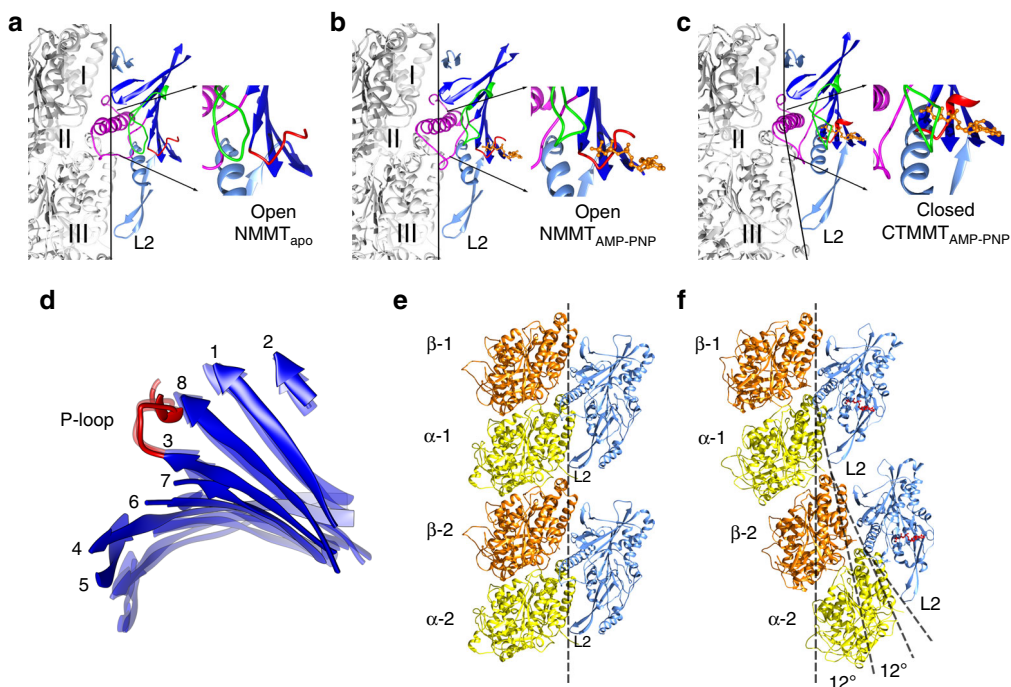 a
I
II
III
L2
Open
NMMTapo
b
I
II
III
L2
Open
NMMTAMP-PNP
c
I
II
III
L2
Closed
CTMMTAMP-PNP
d
1
2
8
P-loop
3
7
6
4
5
e
β-1
α-1
L2
β-2
α-2
L2
f
β-1
α-1
L2
β-2
L2
α-2
12°
12°